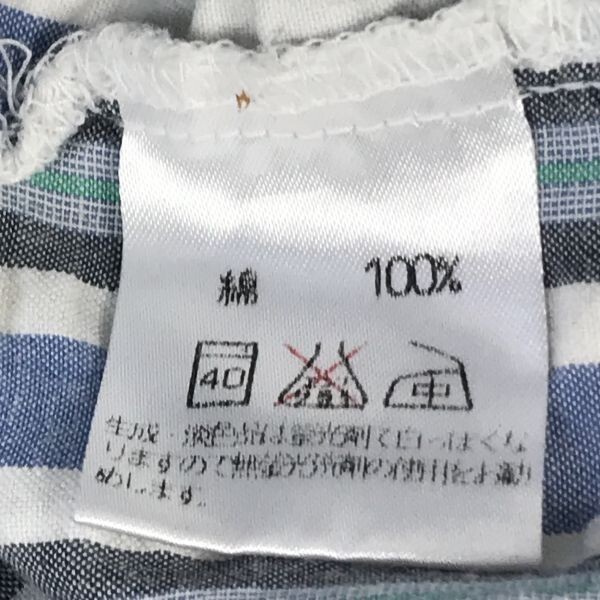 綿 100%
40 中
生成・淡色品は蛍光剤で白っぽくな
りますので無蛍光洗剤の使用をお勧
めします。